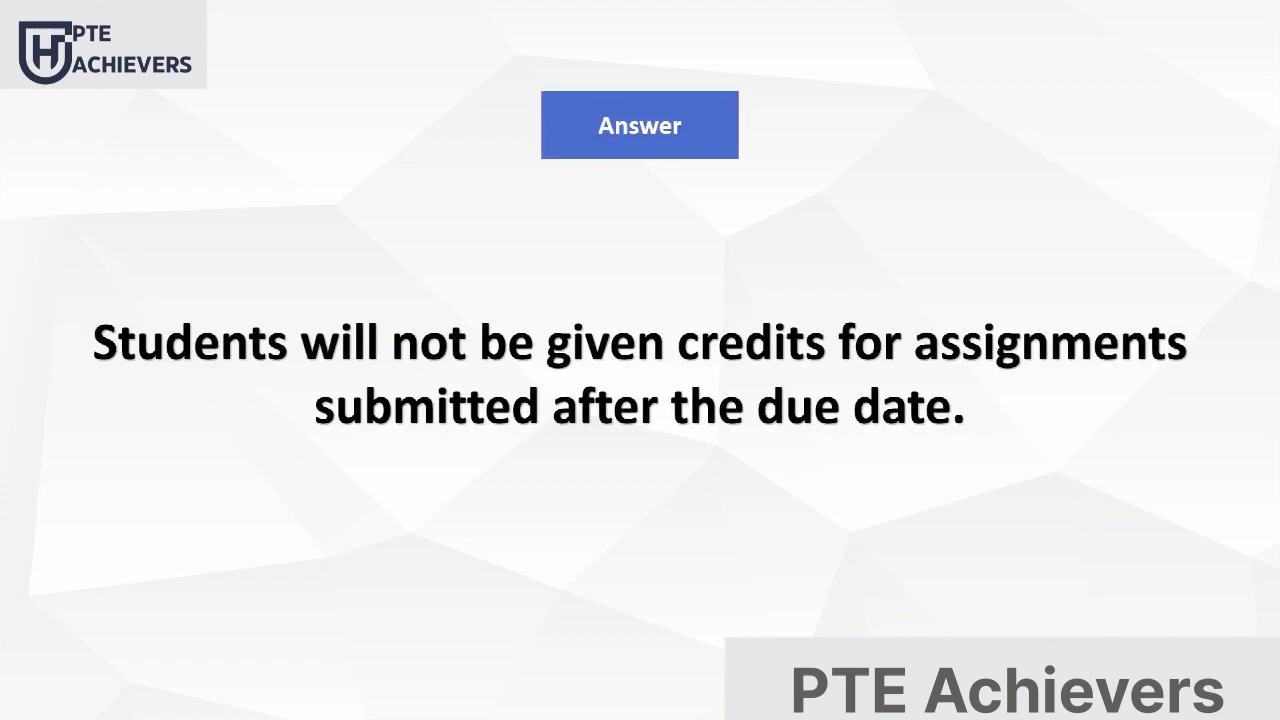 PTE
ACHIEVERS
Answer
Students will not be given credits for assignments
submitted after the due date.
PTE Achievers